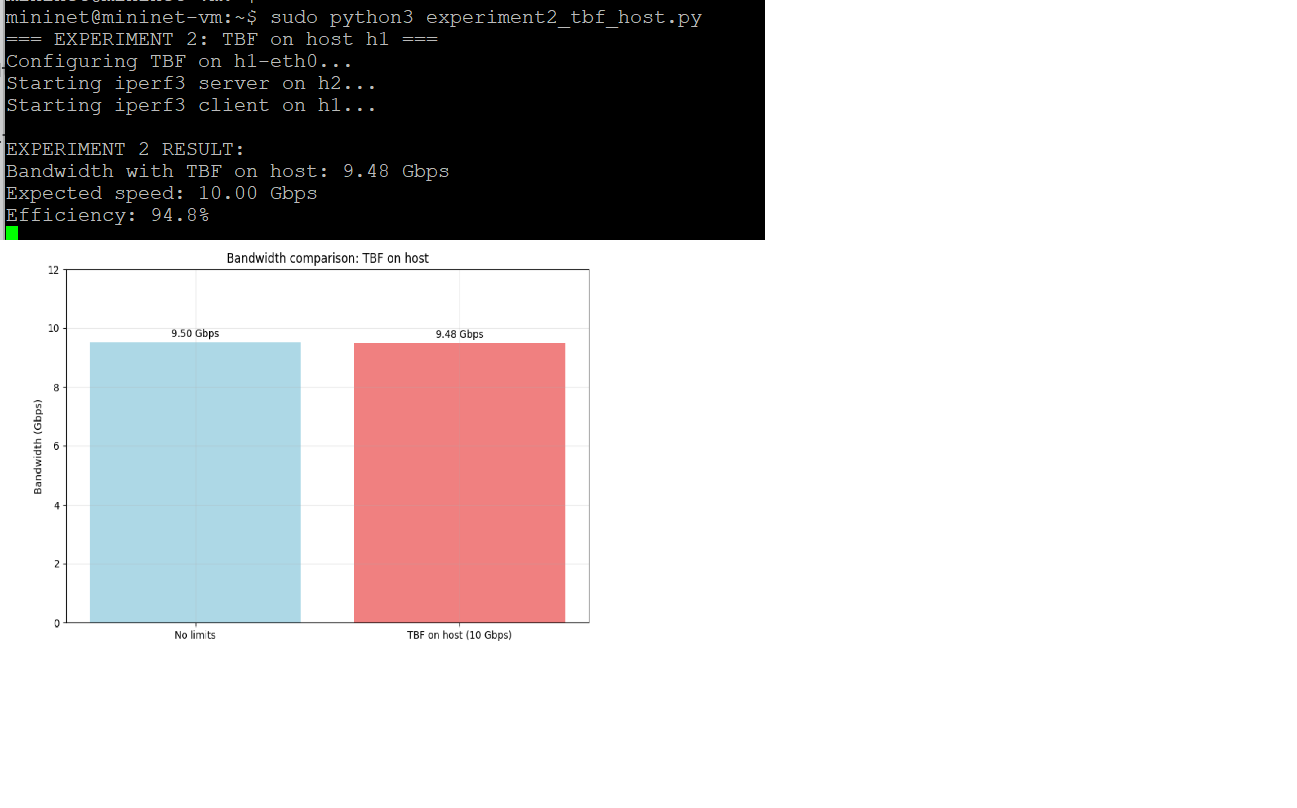 mininet@mininet-vm:~$
mininet@mininet-vm:~$ sudo python3 experiment2_tbf_host.py
=== EXPERIMENT 2: TBF on host h1 ===
Configuring TBF on h1-eth0...
Starting iperf3 server on h2...
Starting iperf3 client on h1...
EXPERIMENT 2 RESULT:
Bandwidth with TBF on host: 9.48 Gbps
Expected speed: 10.00 Gbps
Efficiency: 94.8%
Bandwidth comparison: TBF on host
12
10
8
6
4
2
0
Bandwidth (Gbps)
9.50 Gbps
9.48 Gbps
No limits
TBF on host (10 Gbps)